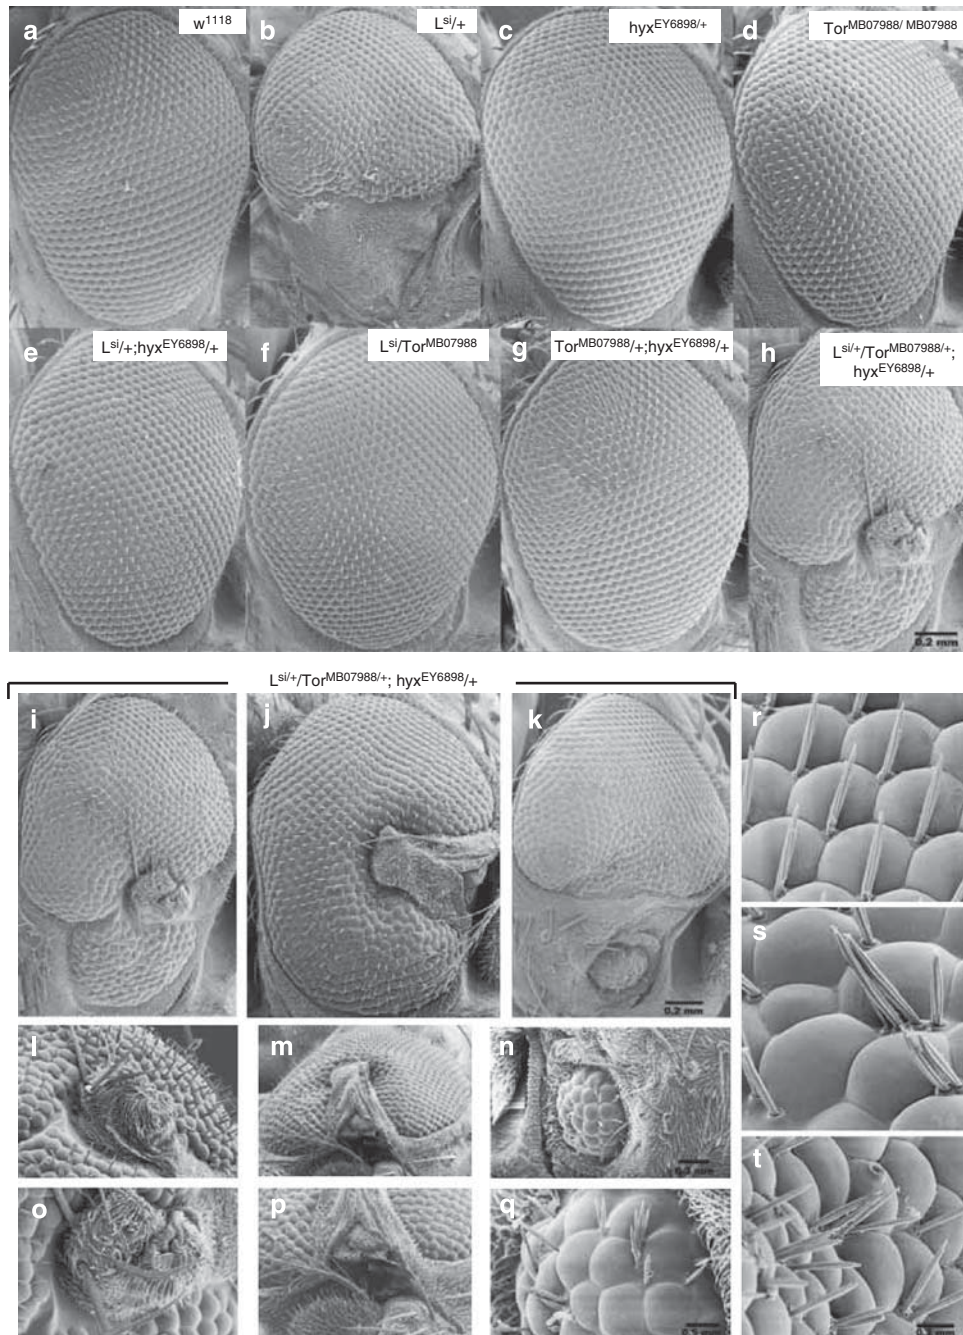 a w1118
b Lsi/+
c hyxEY6898/+
d TorMB07988/ MB07988
e Lsi/+;hyxEY6898/+
f Lsi/TorMB07988
g TorMB07988/+;hyxEY6898/+
h Lsi/+/TorMB07988/+;
hyxEY6898/+
0.2 mm
Lsi/+/TorMB07988/+; hyxEY6898/+
i
j
k
0.2 mm
r
s
l
m
n
t
o
p
q